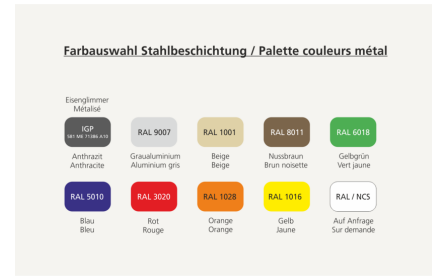 Farbauswahl Stahlbeschichtung / Palette couleurs métal
Eisenglimmer
Métalisé
IGP
RAL 9007
RAL 1001
RAL 8011
RAL 6018
Anthrazit
Anthracite
Graualuminium
Aluminium gris
Beige
Beige
Nussbraun
Brun noisette
Gelbgrün
Vert jaune
RAL 5010
RAL 3020
RAL 1028
RAL 1016
RAL / NCS
Blau
Bleu
Rot
Rouge
Orange
Orange
Gelb
Jaune
Auf Anfrage
Sur demande